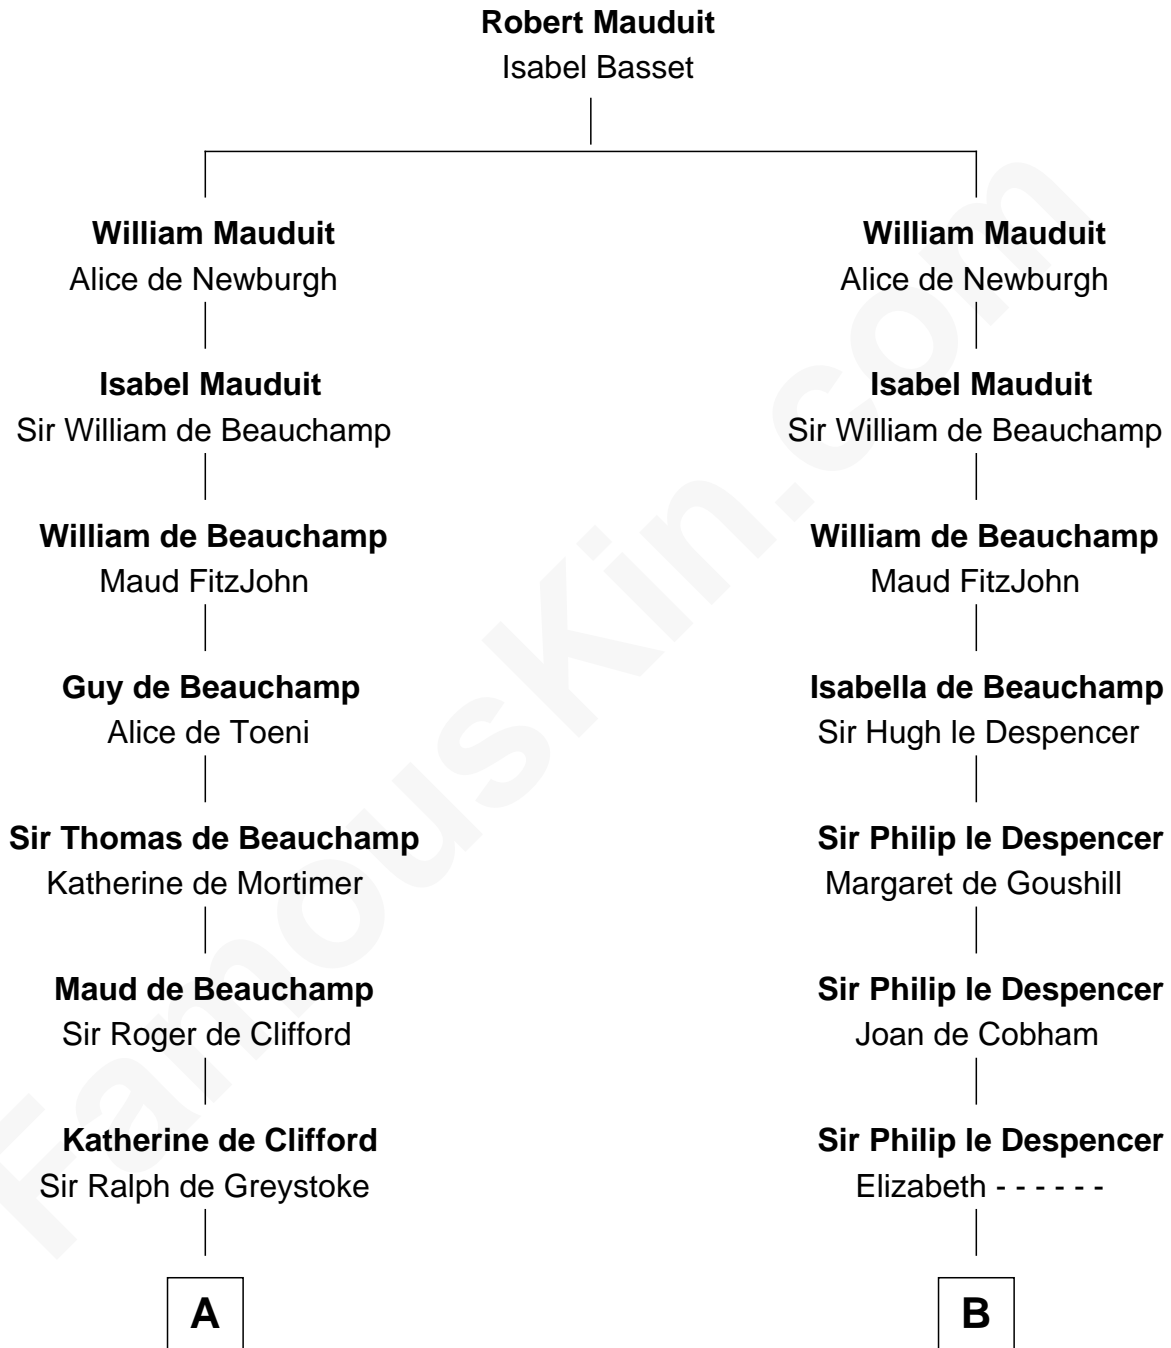 Robert Mauduit
Isabel Basset
William Mauduit
Alice de Newburgh
William Mauduit
Alice de Newburgh
Isabel Mauduit
Sir William de Beauchamp
Isabel Mauduit
Sir William de Beauchamp
William de Beauchamp
Maud FitzJohn
William de Beauchamp
Maud FitzJohn
Guy de Beauchamp
Alice de Toeni
Isabella de Beauchamp
Sir Hugh le Despencer
Sir Thomas de Beauchamp
Katherine de Mortimer
Sir Philip le Despencer
Margaret de Goushill
Maud de Beauchamp
Sir Roger de Clifford
Sir Philip le Despencer
Joan de Cobham
Katherine de Clifford
Sir Ralph de Greystoke
Sir Philip le Despencer
Elizabeth - - - - - -
A
B
FamousKin.com